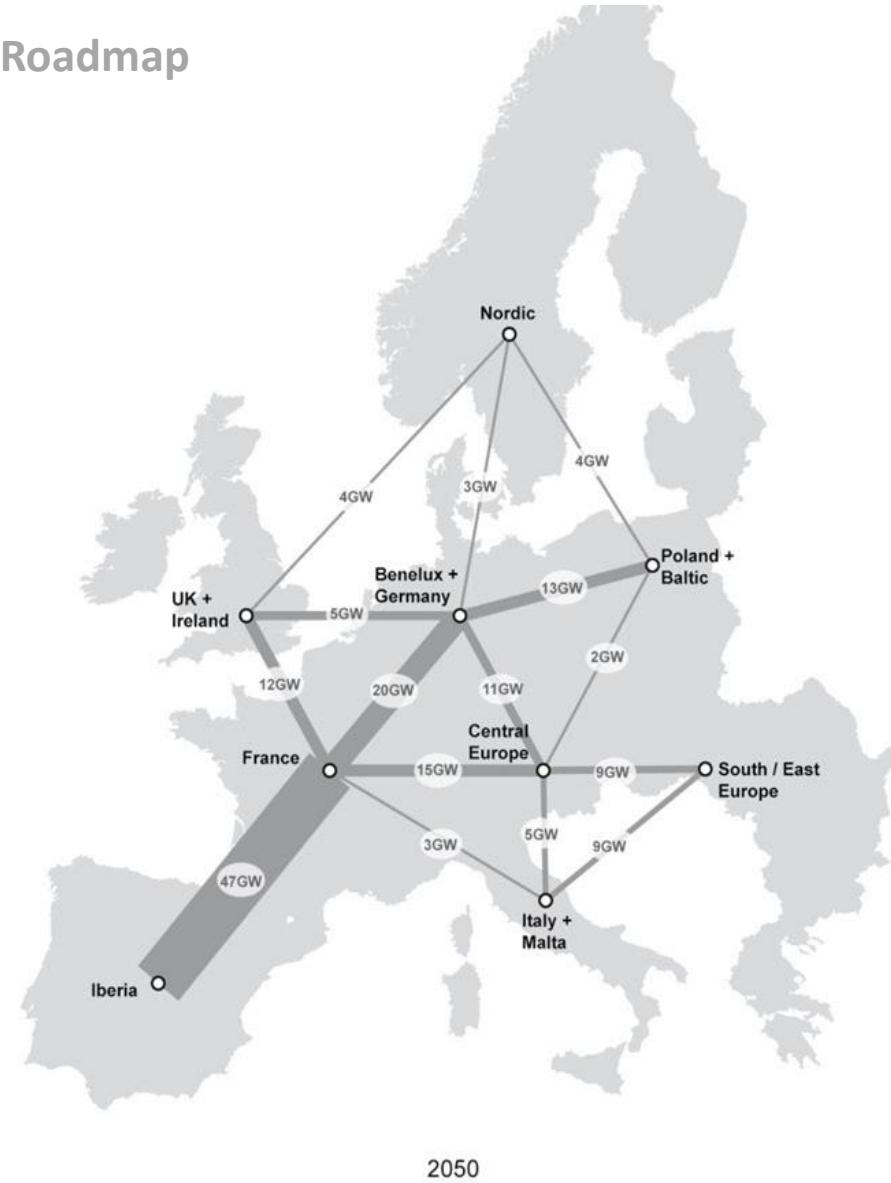 Roadmap
Nordic
4GW
3GW
4GW
Poland +
Baltic
Benelux +
Germany
13GW
UK +
Ireland
5GW
2GW
12GW
20GW
11GW
Central
Europe
France
15GW
9GW
South / East
Europe
3GW
5GW
9GW
47GW
Italy +
Malta
Iberia
2050